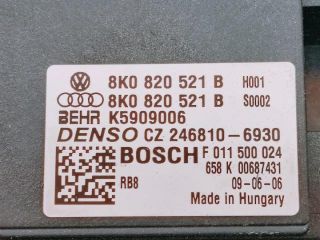 8K0 820 521 B H001
8K0 820 521 B S0002
BEHR K5909006
DENSO CZ 246810-6930
BOSCH F 011 500 024
658 K 00687431
RB8 09-06-06
Made in Hungary